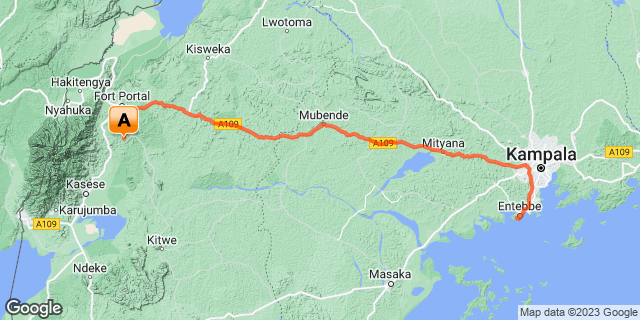 Lwotoma
Kisweka
Hakitengya
Nyahuka
Fort Portal
A
A109
Mubende
A109
Mityana
Kampala
A109
Kasese
Entebbe
Karujumba
A109
Kitwe
Ndeke
Masaka
Google
Map data ©2023 Google